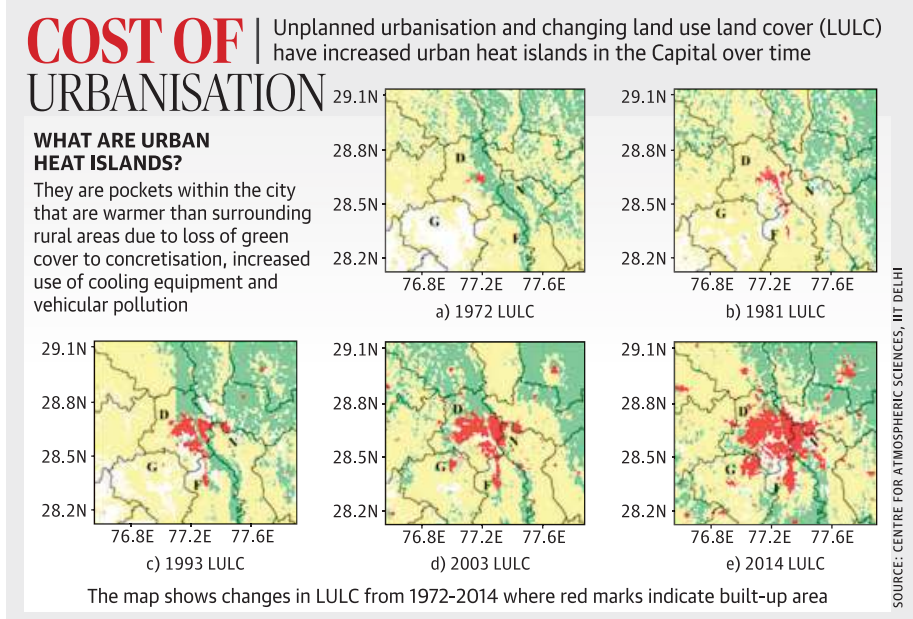 COST OF
URBANISATION
Unplanned urbanisation and changing land use land cover (LULC)
have increased urban heat islands in the Capital over time
WHAT ARE URBAN
HEAT ISLANDS?
They are pockets within the city
that are warmer than surrounding
rural areas due to loss of green
cover to concretisation, increased
use of cooling equipment and
vehicular pollution
29.1N
28.8N
28.5N
28.2N
D
N
G
F
76.8E 77.2E 77.6E
a) 1972 LULC
29.1N
28.8N
28.5N
28.2N
D
N
G
F
76.8E 77.2E 77.6E
b) 1981 LULC
29.1N
28.8N
28.5N
28.2N
D
N
G
F
76.8E 77.2E 77.6E
c) 1993 LULC
29.1N
28.8N
28.5N
28.2N
D
N
G
F
76.8E 77.2E 77.6E
d) 2003 LULC
29.1N
28.8N
28.5N
28.2N
D
N
G
F
76.8E 77.2E 77.6E
e) 2014 LULC
The map shows changes in LULC from 1972-2014 where red marks indicate built-up area
SOURCE: CENTRE FOR ATMOSPHERIC SCIENCES, IIT DELHI